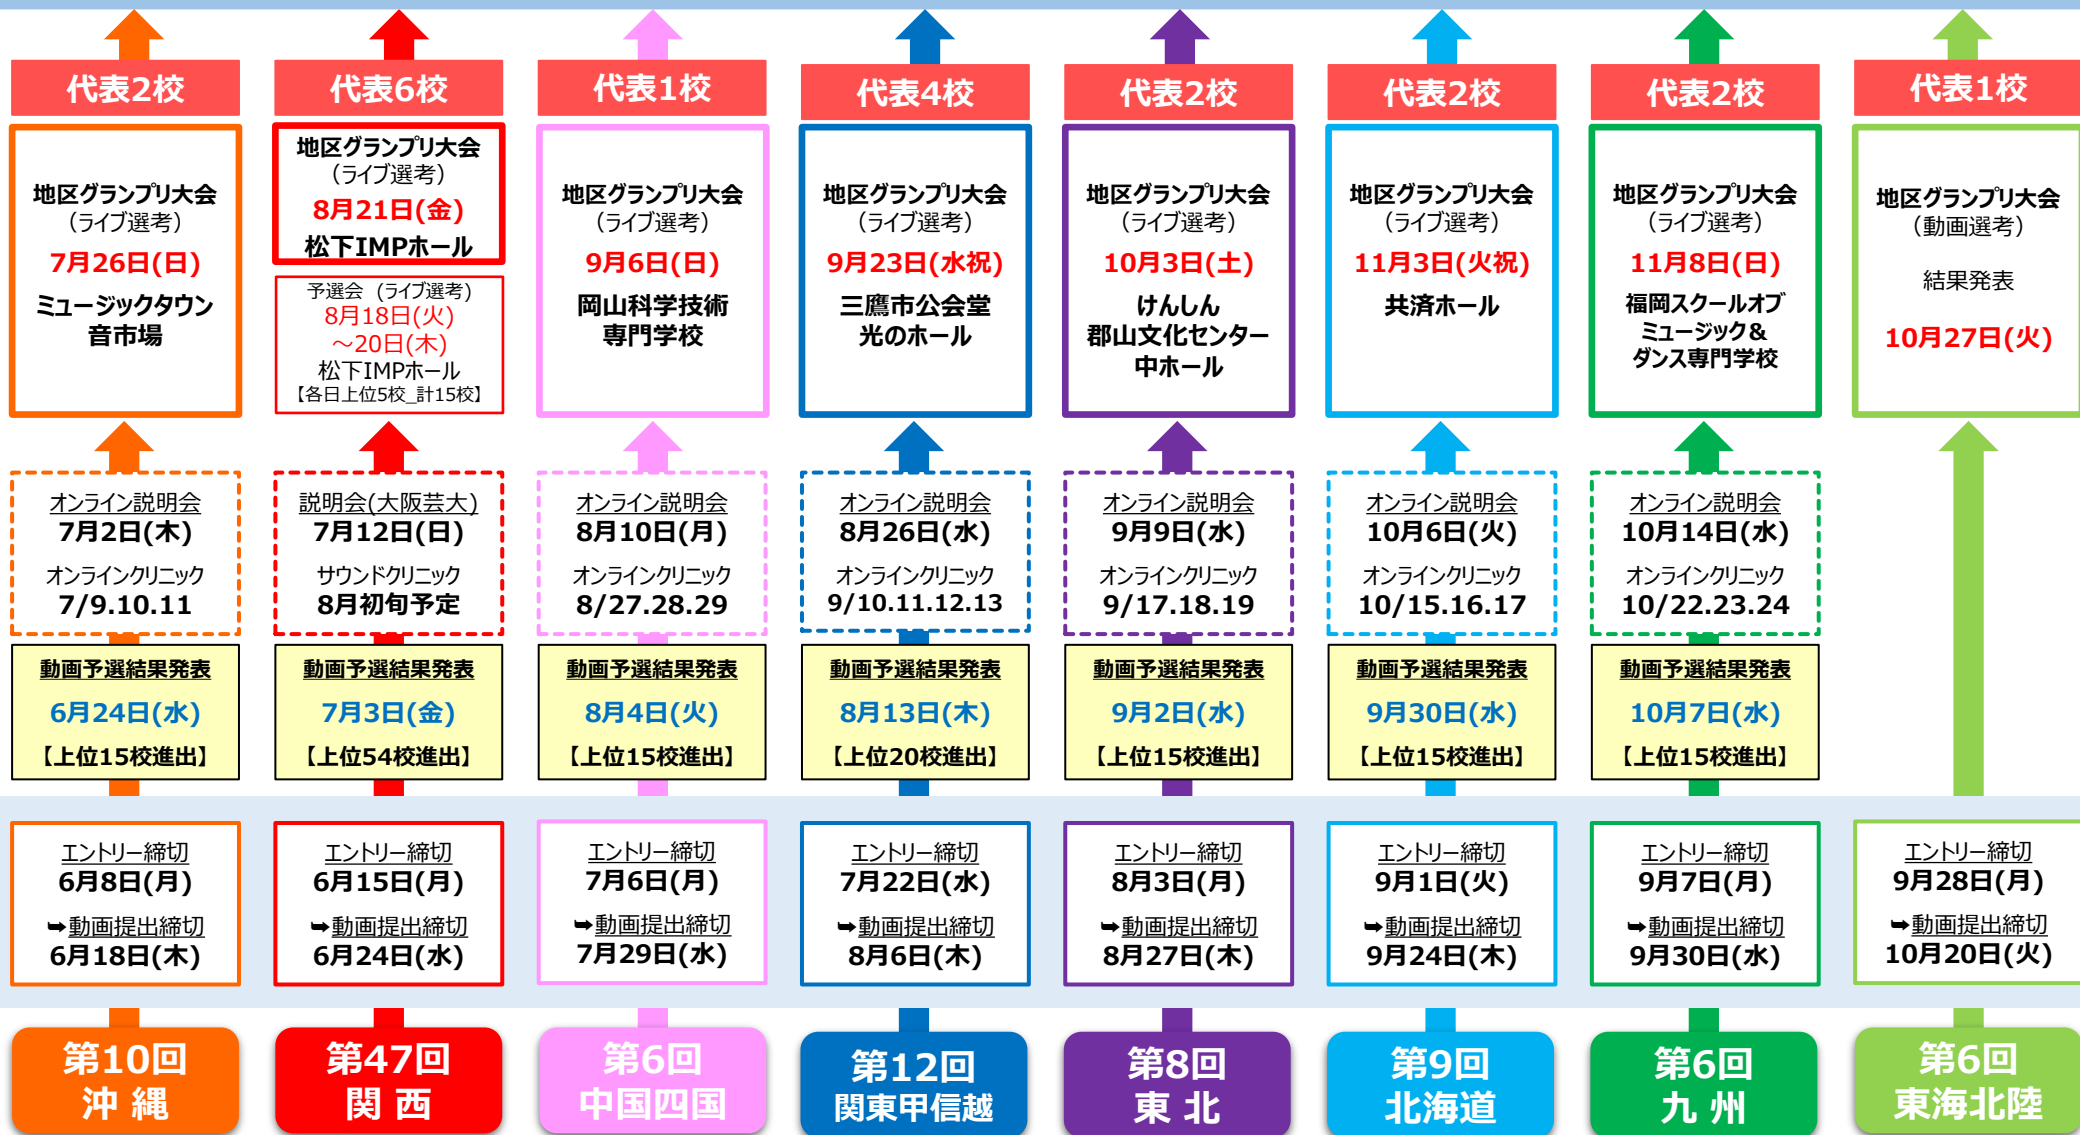 代表2校
地区グランプリ大会
（ライブ選考）
7月26日(日)
ミュージックタウン
音市場
オンライン説明会
7月2日(木)
オンラインクリニック
7/9.10.11
動画予選結果発表
6月24日(水)
【上位15校進出】
エントリー締切
6月8日(月)
➥動画提出締切
6月18日(木)
第10回
沖 縄
代表6校
地区グランプリ大会
（ライブ選考）
8月21日(金)
松下IMPホール
予選会 (ライブ選考)
8月18日(火)
～20日(木)
松下IMPホール
【各日上位5校_計15校】
説明会(大阪芸大)
7月12日(日)
サウンドクリニック
8月初旬予定
動画予選結果発表
7月3日(金)
【上位54校進出】
エントリー締切
6月15日(月)
➥動画提出締切
6月24日(水)
第47回
関 西
代表1校
地区グランプリ大会
（ライブ選考）
9月6日(日)
岡山科学技術
専門学校
オンライン説明会
8月10日(月)
オンラインクリニック
8/27.28.29
動画予選結果発表
8月4日(火)
【上位15校進出】
エントリー締切
7月6日(月)
➥動画提出締切
7月29日(水)
第6回
中国四国
代表4校
地区グランプリ大会
（ライブ選考）
9月23日(水祝)
三鷹市公会堂
光のホール
オンライン説明会
8月26日(水)
オンラインクリニック
9/10.11.12.13
動画予選結果発表
8月13日(木)
【上位20校進出】
エントリー締切
7月22日(水)
➥動画提出締切
8月6日(木)
第12回
関東甲信越
代表2校
地区グランプリ大会
（ライブ選考）
10月3日(土)
けんしん
郡山文化センター
中ホール
オンライン説明会
9月9日(水)
オンラインクリニック
9/17.18.19
動画予選結果発表
9月2日(水)
【上位15校進出】
エントリー締切
8月3日(月)
➥動画提出締切
8月27日(木)
第8回
東 北
代表2校
地区グランプリ大会
（ライブ選考）
11月3日(火祝)
共済ホール
オンライン説明会
10月6日(火)
オンラインクリニック
10/15.16.17
動画予選結果発表
9月30日(水)
【上位15校進出】
エントリー締切
9月1日(火)
➥動画提出締切
9月24日(木)
第9回
北海道
代表2校
地区グランプリ大会
（ライブ選考）
11月8日(日)
福岡スクールオブ
ミュージック＆
ダンス専門学校
オンライン説明会
10月14日(水)
オンラインクリニック
10/22.23.24
動画予選結果発表
10月7日(水)
【上位15校進出】
エントリー締切
9月7日(月)
➥動画提出締切
9月30日(水)
第6回
九 州
代表1校
地区グランプリ大会
（動画選考）
結果発表
10月27日(火)
エントリー締切
9月28日(月)
➥動画提出締切
10月20日(火)
第6回
東海北陸